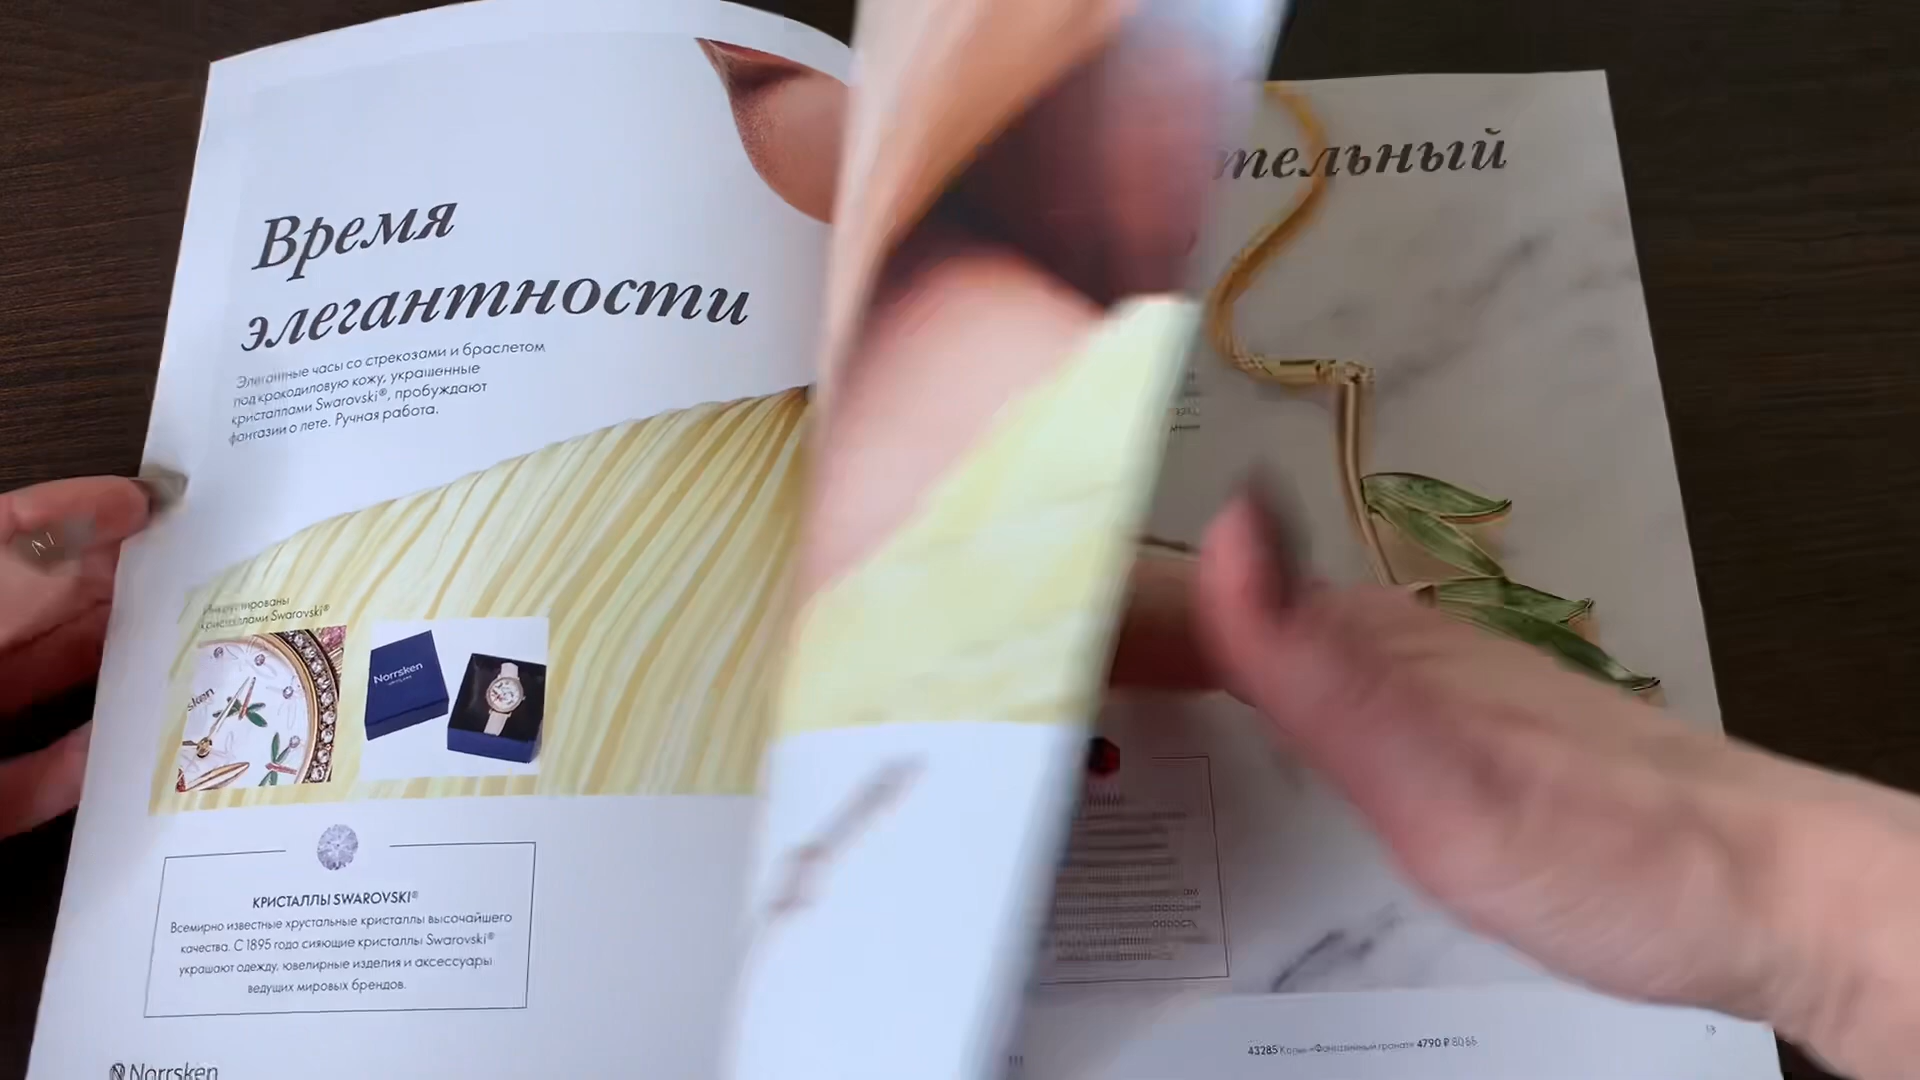 Время
элегантности
Элегантные часы со стрекозами и браслетом
под крокодиловую кожу, украшенные
кристаллами Swarovski®, пробуждают
фантазии о лете. Ручная работа.
Инкрустированы
кристаллами Swarovski®
Norrsken
КРИСТАЛЛЫ SWAROVSKI®
Всемирно известные хрустальные кристаллы высочайшего
качества. С 1895 года сияющие кристаллы Swarovski®
украшают одежду, ювелирные изделия и аксессуары
ведущих мировых брендов.
Norrsken
тельный
43285 Колье «Фантазийный гранат» 4790 ₽